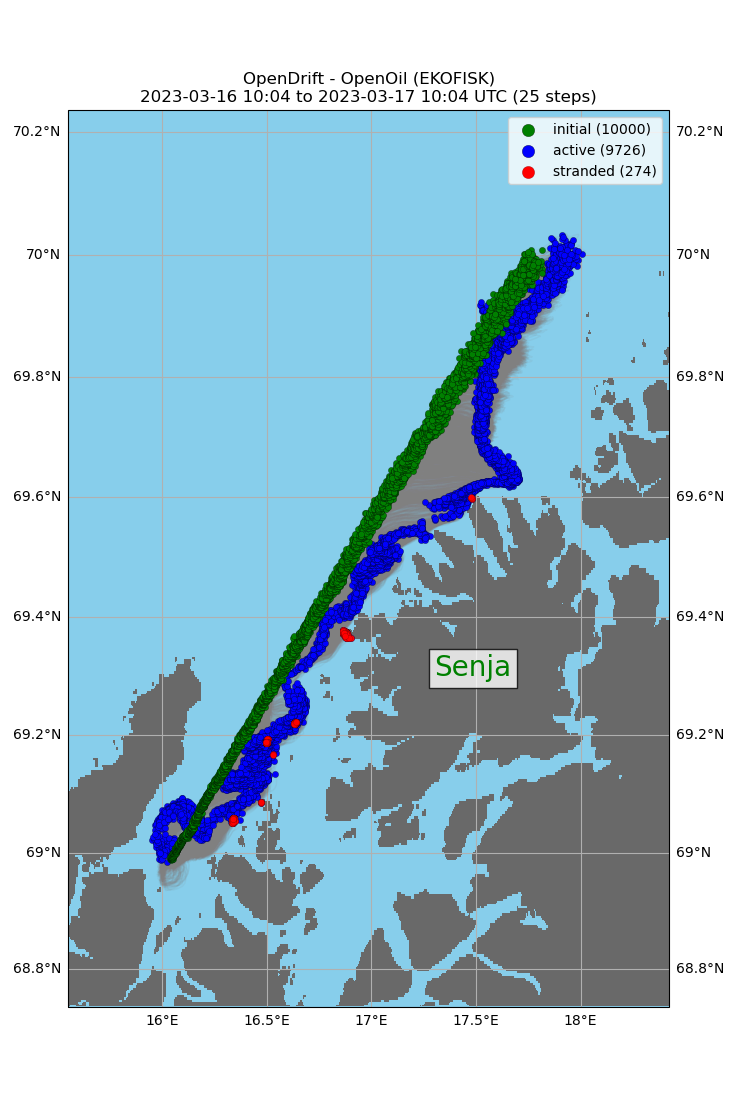 OpenDrift - OpenOil (EKOFISK)
2023-03-16 10:04 to 2023-03-17 10:04 UTC (25 steps)
initial (10000)
active (9726)
stranded (274)
70.2°N 70.2°N
70°N 70°N
69.8°N 69.8°N
69.6°N 69.6°N
69.4°N 69.4°N
Senja
69.2°N 69.2°N
69°N 69°N
68.8°N 68.8°N
16°E 16.5°E 17°E 17.5°E 18°E